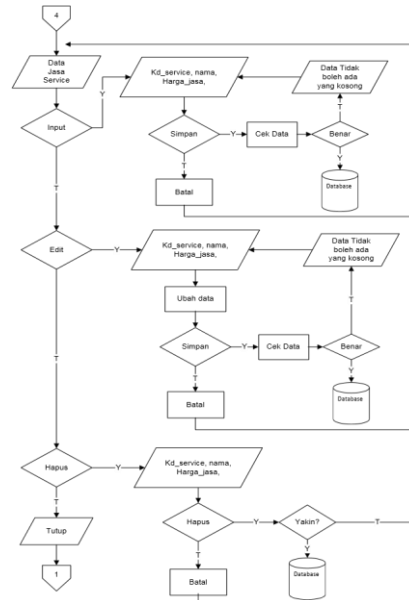 4
Data
Jasa
Service
Kd_service, nama,
Harga_jasa,
Data Tidak
boleh ada
yang kosong
Y
T
Input
Simpan
Y
Cek Data
Benar
T
Y
Batal
Database
T
Edit
Y
Kd_service, nama,
Harga_jasa,
Data Tidak
boleh ada
yang kosong
Ubah data
T
Simpan
Y
Cek Data
Benar
T
T
Y
Batal
Database
Hapus
Y
Kd_service, nama,
Harga_jasa,
T
Tutup
Hapus
Y
Yakin?
T
T
Y
1
Batal
Database